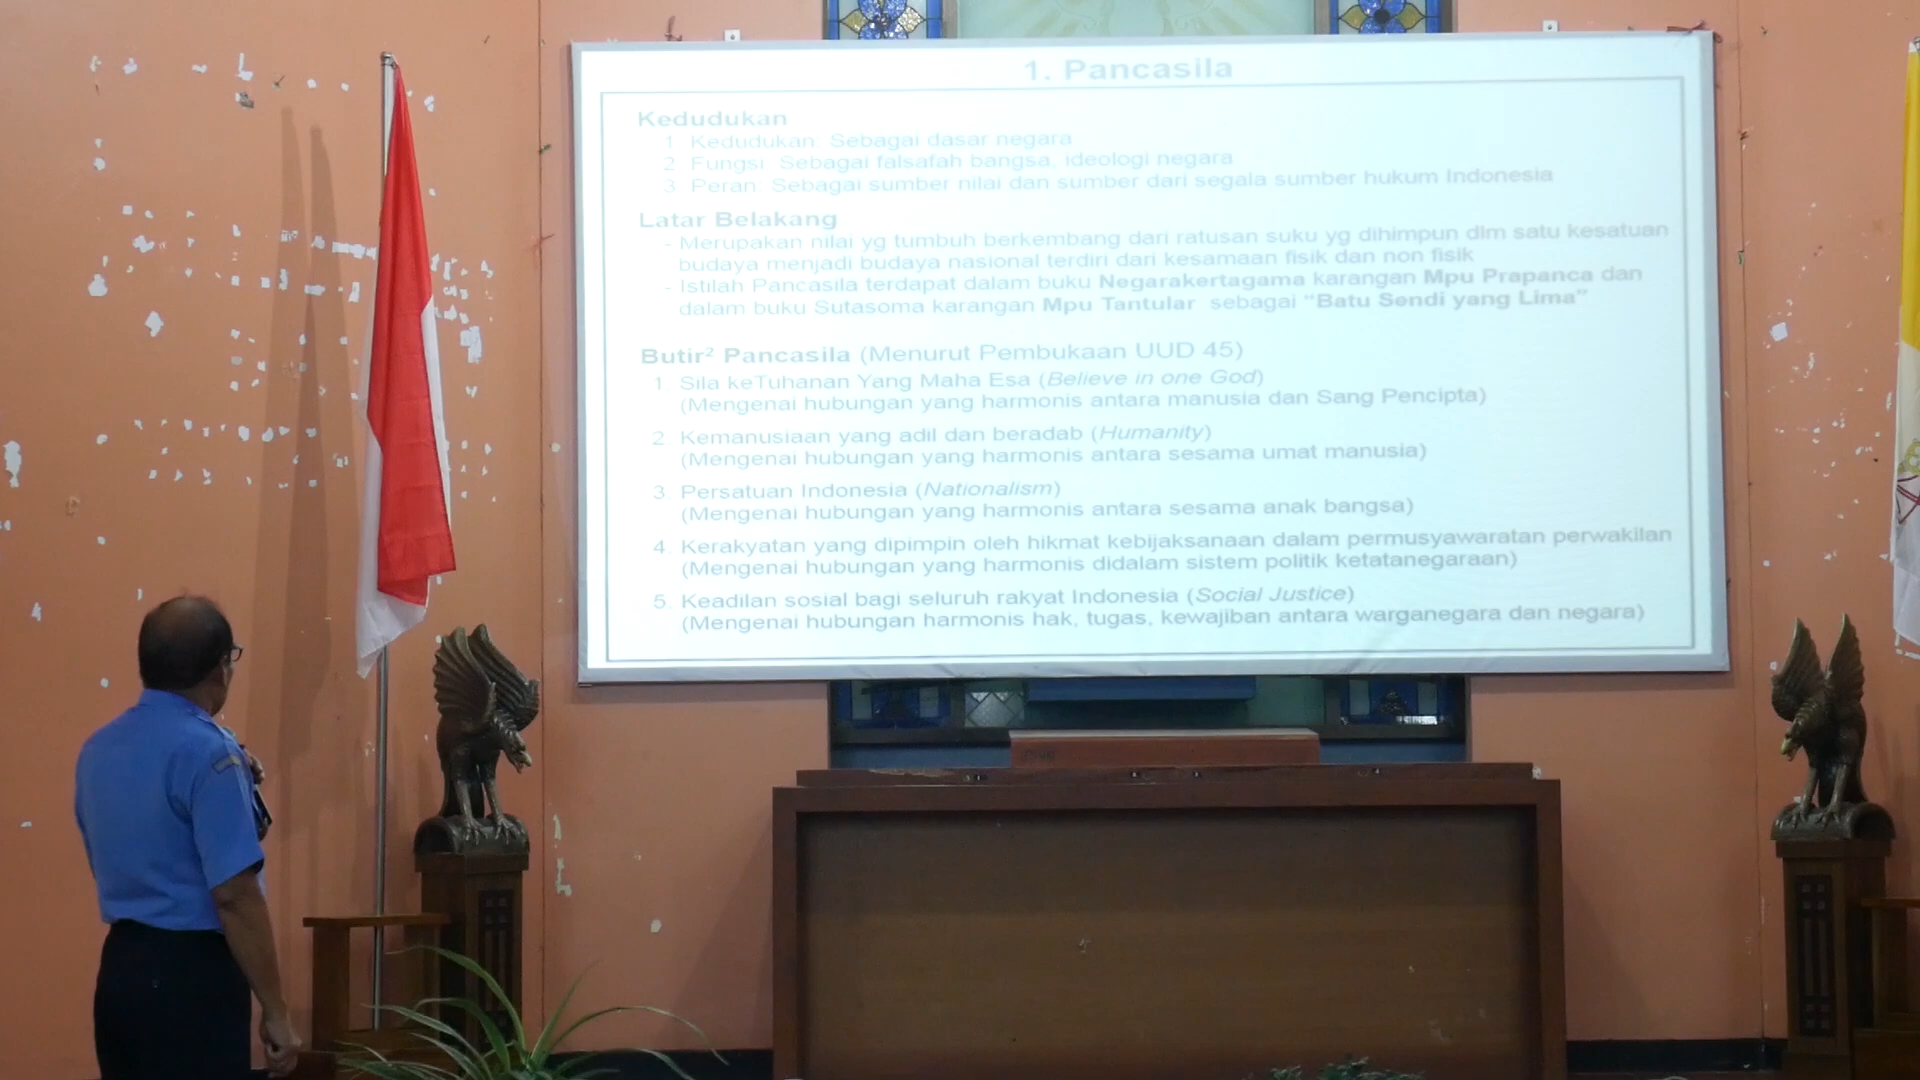 1. Pancasila
Kedudukan
1. Kedudukan: Sebagai dasar negara
2. Fungsi: Sebagai falsafah bangsa, ideologi negara
3. Peran: Sebagai sumber nilai dan sumber dari segala sumber hukum Indonesia
Latar Belakang
- Merupakan nilai yg tumbuh berkembang dari ratusan suku yg dihimpun dlm satu kesatuan
budaya menjadi budaya nasional terdiri dari kesamaan fisik dan non fisik
- Istilah Pancasila terdapat dalam buku Negarakertagama karangan Mpu Prapanca dan
dalam buku Sutasoma karangan Mpu Tantular sebagai “Batu Sendi yang Lima”
Butir² Pancasila (Menurut Pembukaan UUD 45)
1. Sila keTuhanan Yang Maha Esa (Believe in one God)
(Mengenai hubungan yang harmonis antara manusia dan Sang Pencipta)
2. Kemanusiaan yang adil dan beradab (Humanity)
(Mengenai hubungan yang harmonis antara sesama umat manusia)
3. Persatuan Indonesia (Nationalism)
(Mengenai hubungan yang harmonis antara sesama anak bangsa)
4. Kerakyatan yang dipimpin oleh hikmat kebijaksanaan dalam permusyawaratan perwakilan
(Mengenai hubungan yang harmonis didalam sistem politik ketatanegaraan)
5. Keadilan sosial bagi seluruh rakyat Indonesia (Social Justice)
(Mengenai hubungan harmonis hak, tugas, kewajiban antara warganegara dan negara)